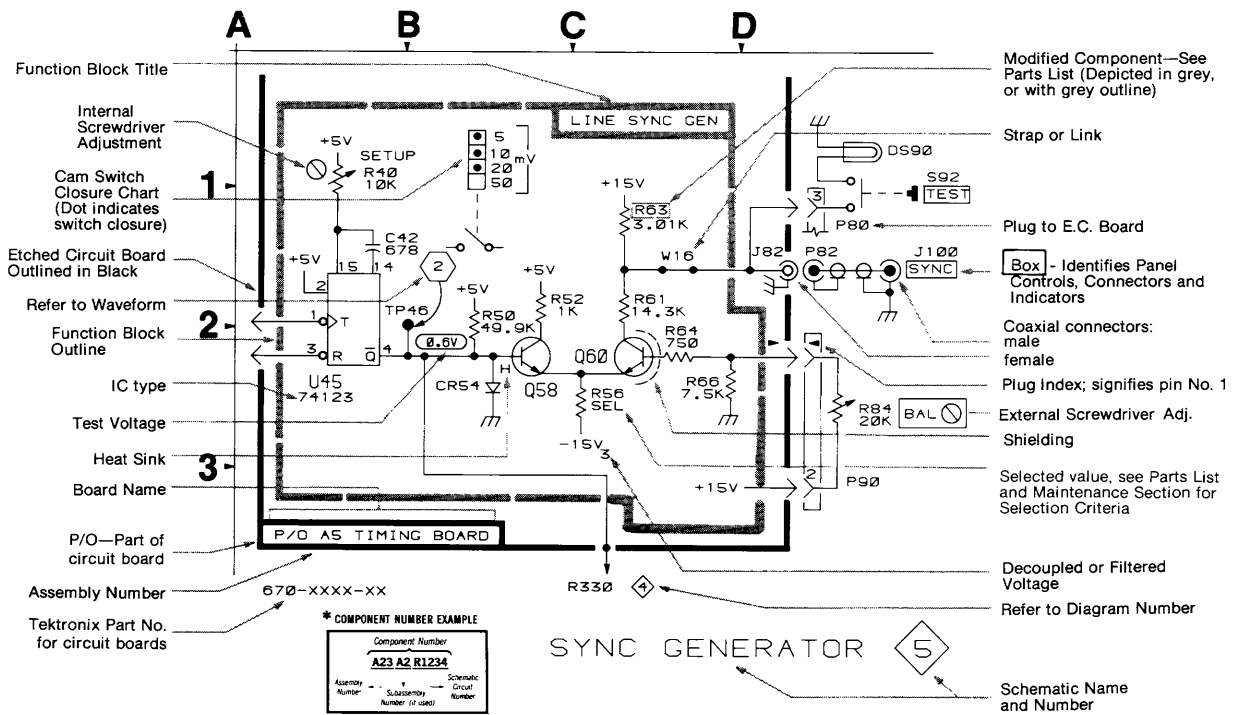 A B C D
Function Block Title
Internal
Screwdriver
Adjustment
Cam Switch
Closure Chart
(Dot indicates
switch closure)
Etched Circuit Board
Outlined in Black
Refer to Waveform
Function Block
Outline
IC type
Test Voltage
Heat Sink
Board Name
P/O—Part of
circuit board
Assembly Number
Tektronix Part No.
for circuit boards
1
2
3
LINE SYNC GEN
+5V
SETUP
R40
10K
5
10
20
50
mV
C42
678
+5V
15 14
2
1
T
3
R
Q 4
U45
74123
2
TP46
0.6V
+5V
R50
49.9K
CR54
H
+5V
R52
1K
Q58
Q60
R56
SEL
-15V
3
+15V
R63
3.01K
W16
R61
14.3K
R64
750
R66
7.5K
+15V
DS90
S92
TEST
3
P80
J82 P82
J100
SYNC
R84
20K
BAL
2
P90
P/O A5 TIMING BOARD
670-XXXX-XX
R330 4
* COMPONENT NUMBER EXAMPLE
Component Number
A23 A2 R1234
Assembly
Number
Subassembly
Number (if used)
Schematic
Circuit
Number
SYNC GENERATOR 5
Modified Component—See
Parts List (Depicted in grey,
or with grey outline)
Strap or Link
Plug to E.C. Board
Box - Identifies Panel
Controls, Connectors and
Indicators
Coaxial connectors:
male
female
Plug Index; signifies pin No. 1
External Screwdriver Adj.
Shielding
Selected value, see Parts List
and Maintenance Section for
Selection Criteria
Decoupled or Filtered
Voltage
Refer to Diagram Number
Schematic Name
and Number